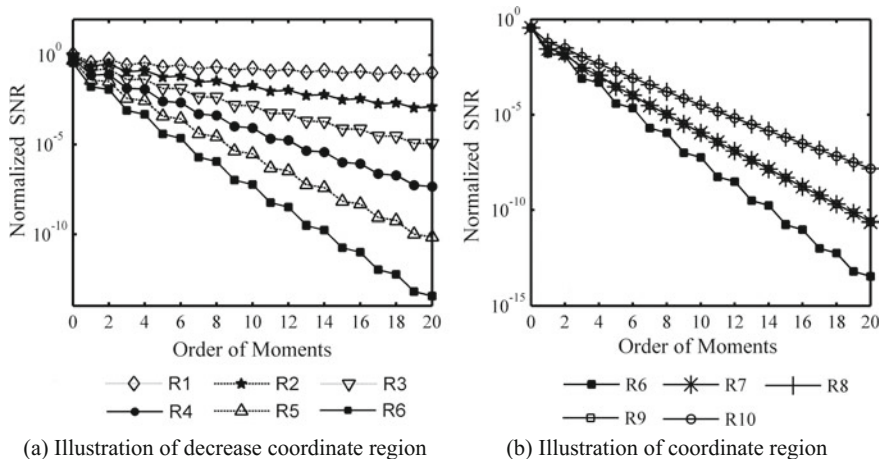 Normalized SNR
10^0
10^-5
10^-10
0 2 4 6 8 10 12 14 16 18 20
Order of Moments
R1 R2 R3
R4 R5 R6
(a) Illustration of decrease coordinate region
Normalized SNR
10^0
10^-5
10^-10
10^-15
0 2 4 6 8 10 12 14 16 18 20
Order of Moments
R6 R7 R8
R9 R10
(b) Illustration of coordinate region